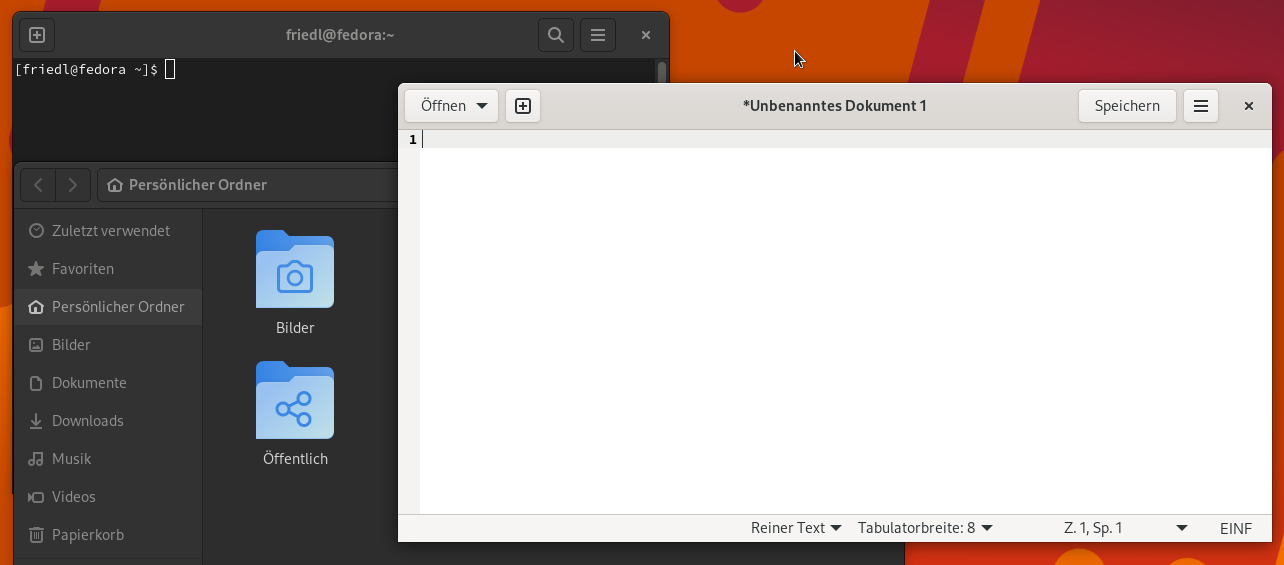 friedl@fedora:~
[friedl@fedora ~]$
Öffnen
*Unbenanntes Dokument 1
Speichern
1
Persönlicher Ordner
Zuletzt verwendet
Favoriten
Persönlicher Ordner
Bilder
Dokumente
Downloads
Musik
Videos
Papierkorb
Bilder
Öffentlich
Reiner Text
Tabulatorbreite: 8
Z. 1, Sp. 1
EINF